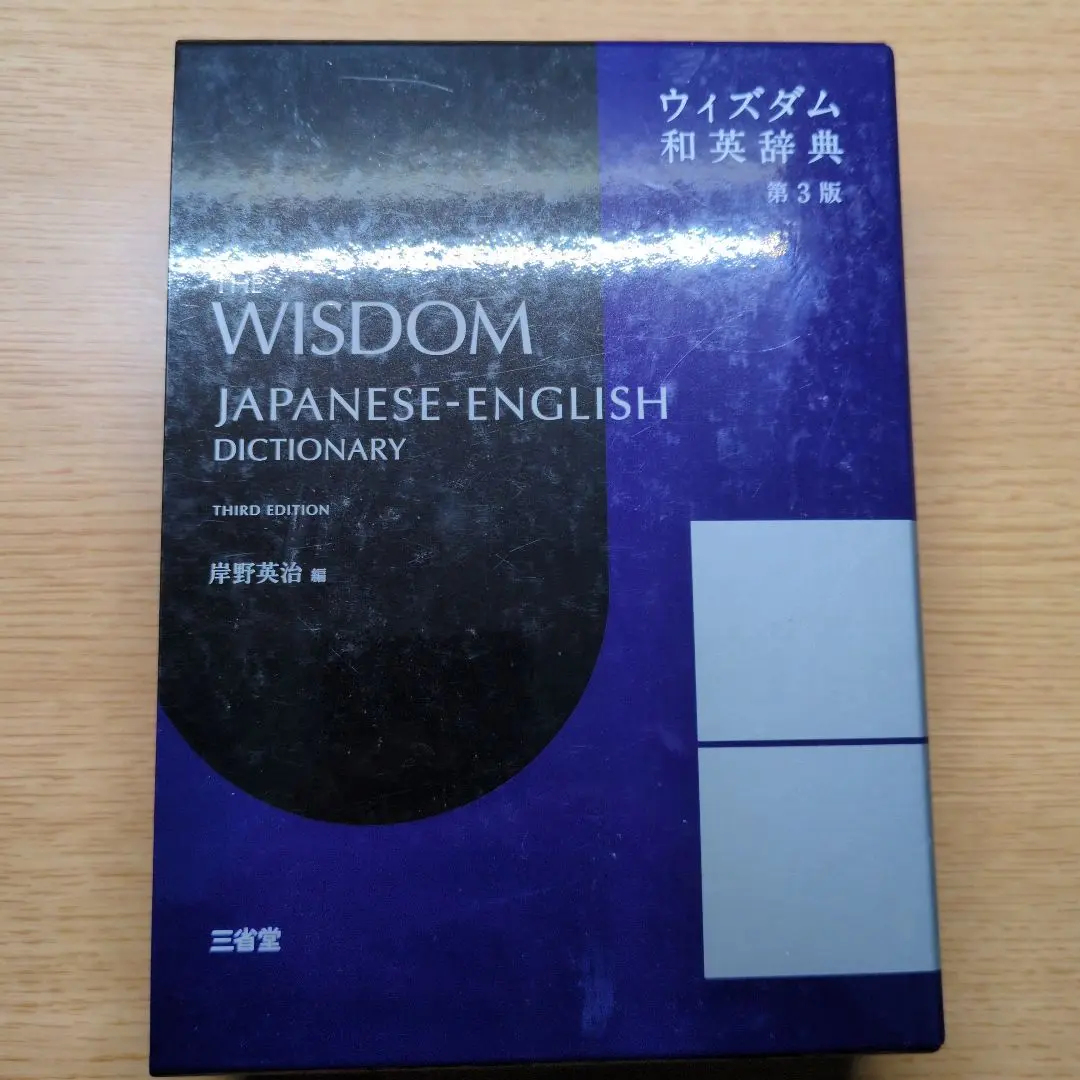 ウィズダム
和英辞典
第3版
THE
WISDOM
JAPANESE-ENGLISH
DICTIONARY
THIRD EDITION
岸野英治 編
三省堂